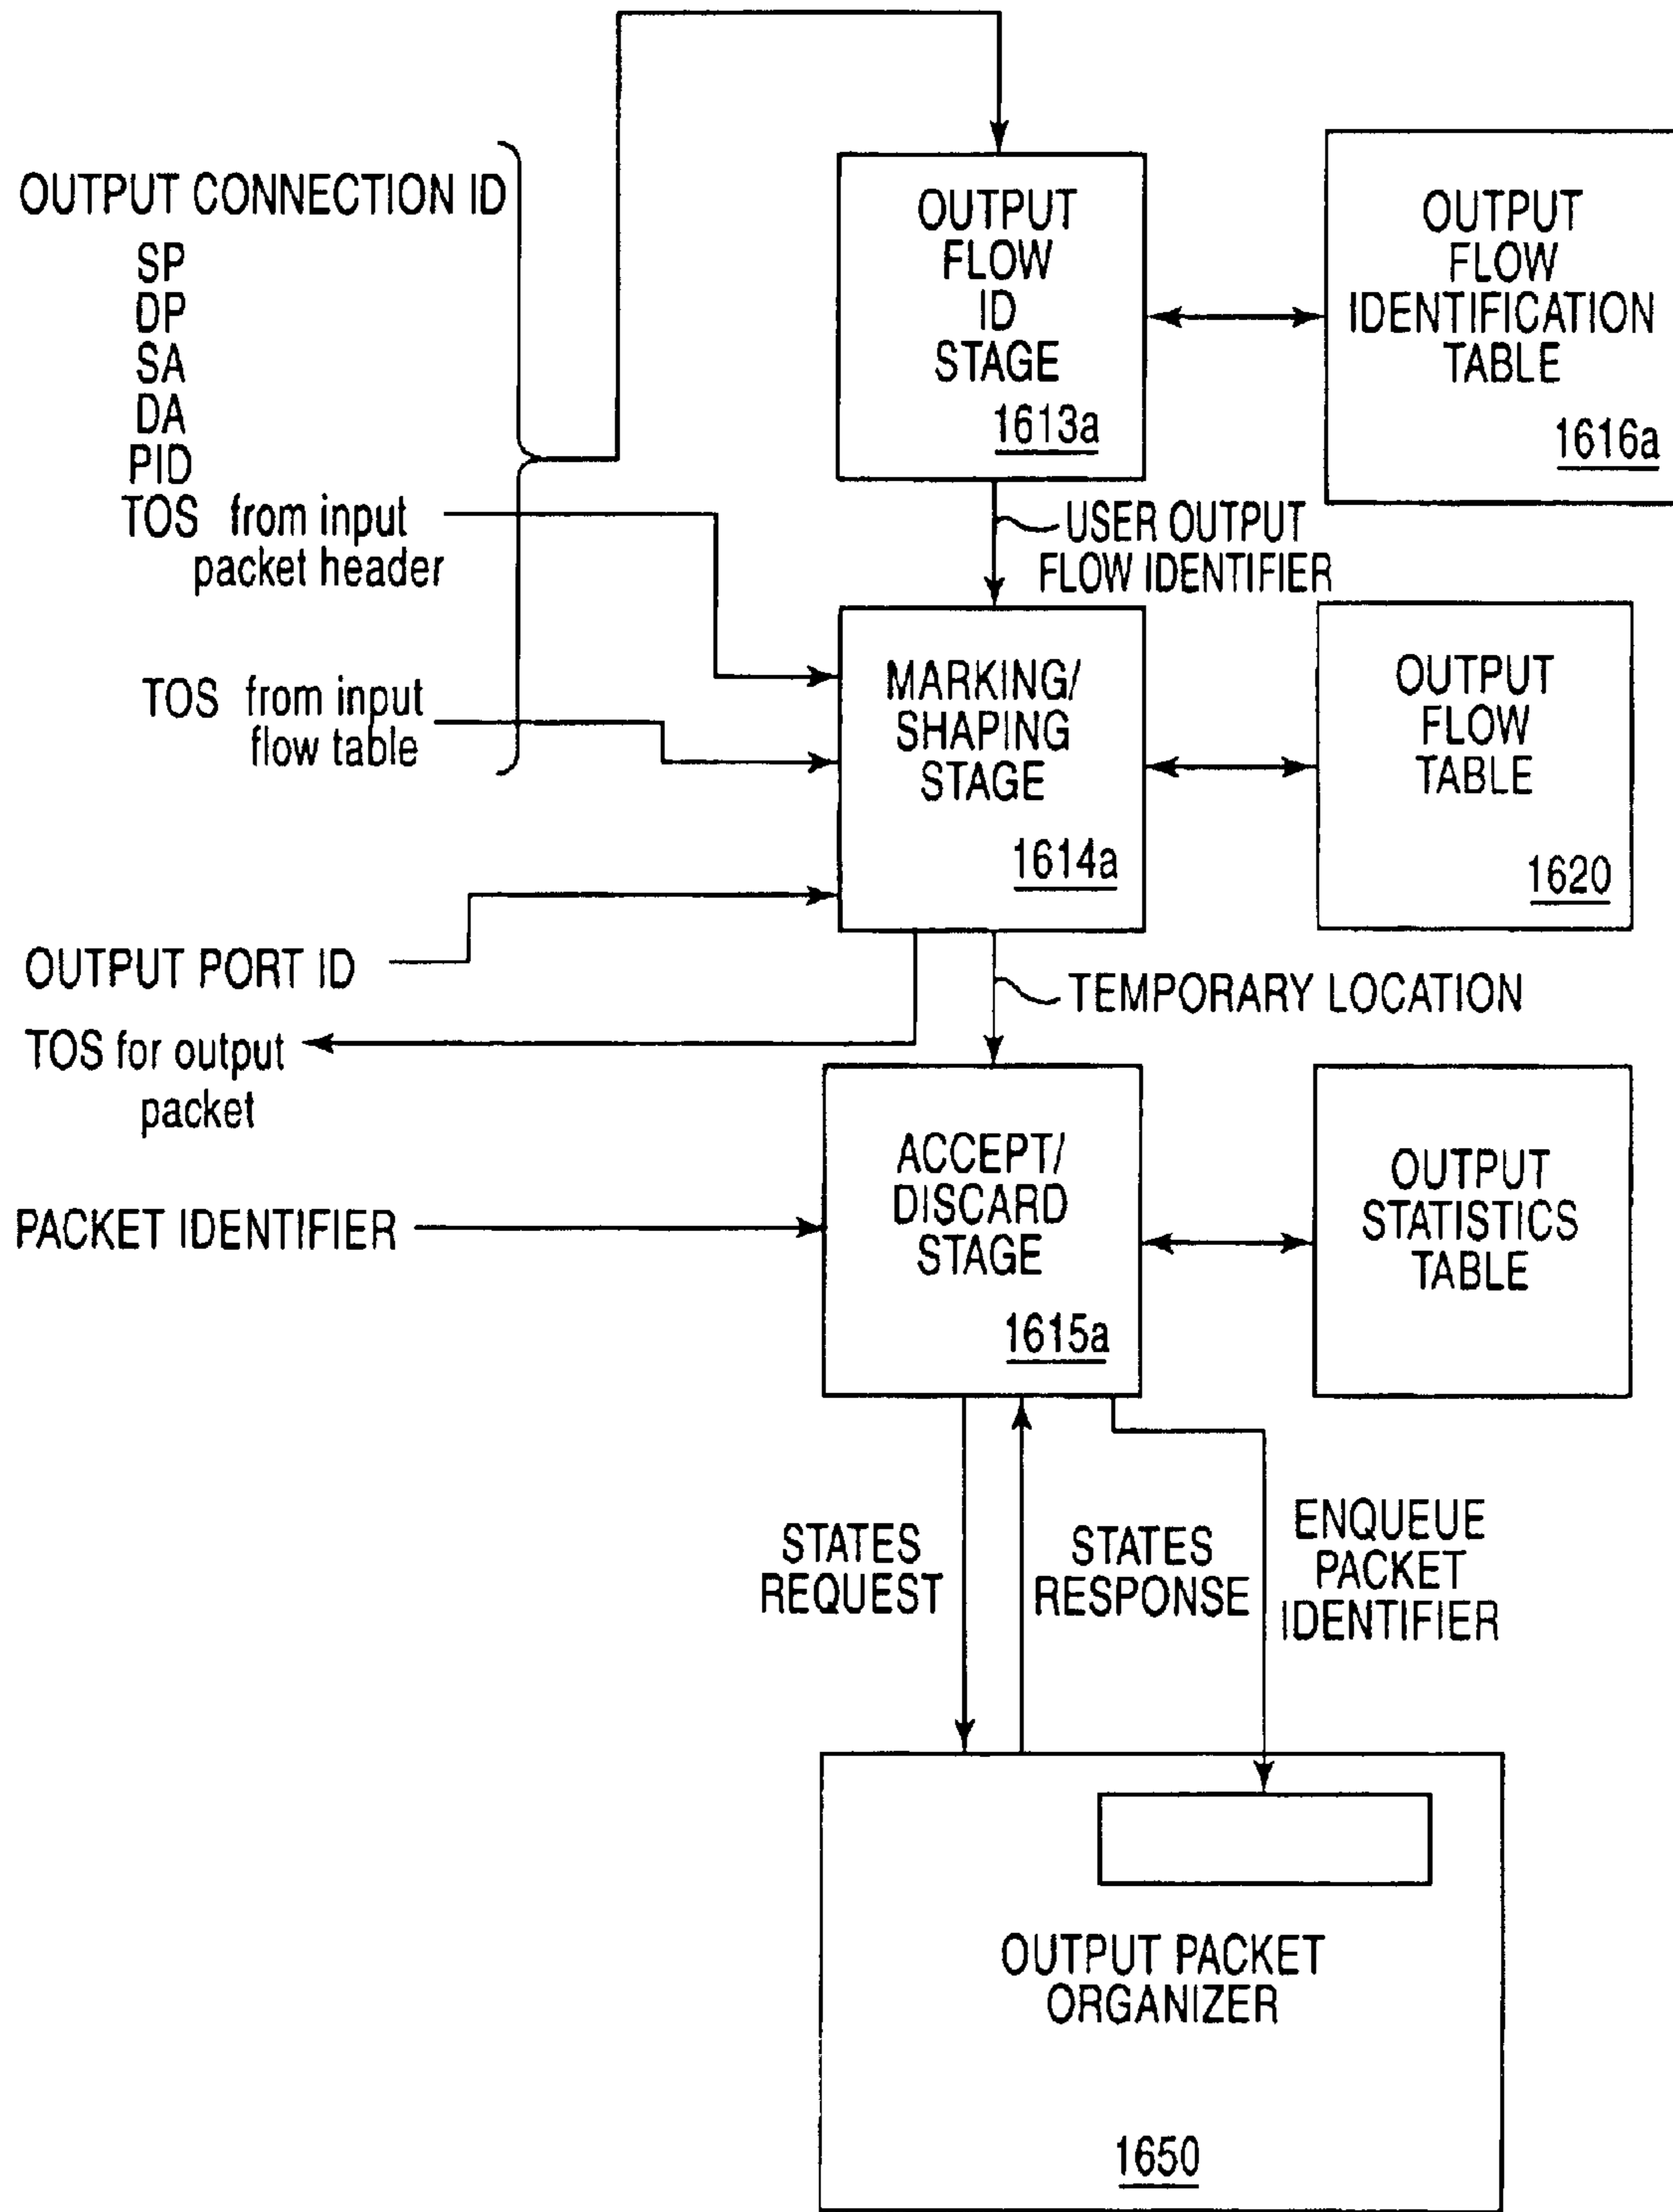 OUTPUT CONNECTION ID
SP
DP
SA
DA
PID
TOS from input
packet header
TOS from input
flow table
OUTPUT PORT ID
TOS for output
packet
PACKET IDENTIFIER
OUTPUT
FLOW
ID
STAGE
1613a
OUTPUT
FLOW
IDENTIFICATION
TABLE
1616a
USER OUTPUT
FLOW IDENTIFIER
MARKING/
SHAPING
STAGE
1614a
OUTPUT
FLOW
TABLE
1620
TEMPORARY LOCATION
ACCEPT/
DISCARD
STAGE
1615a
OUTPUT
STATISTICS
TABLE
STATES
REQUEST
STATES
RESPONSE
ENQUEUE
PACKET
IDENTIFIER
OUTPUT PACKET
ORGANIZER
1650